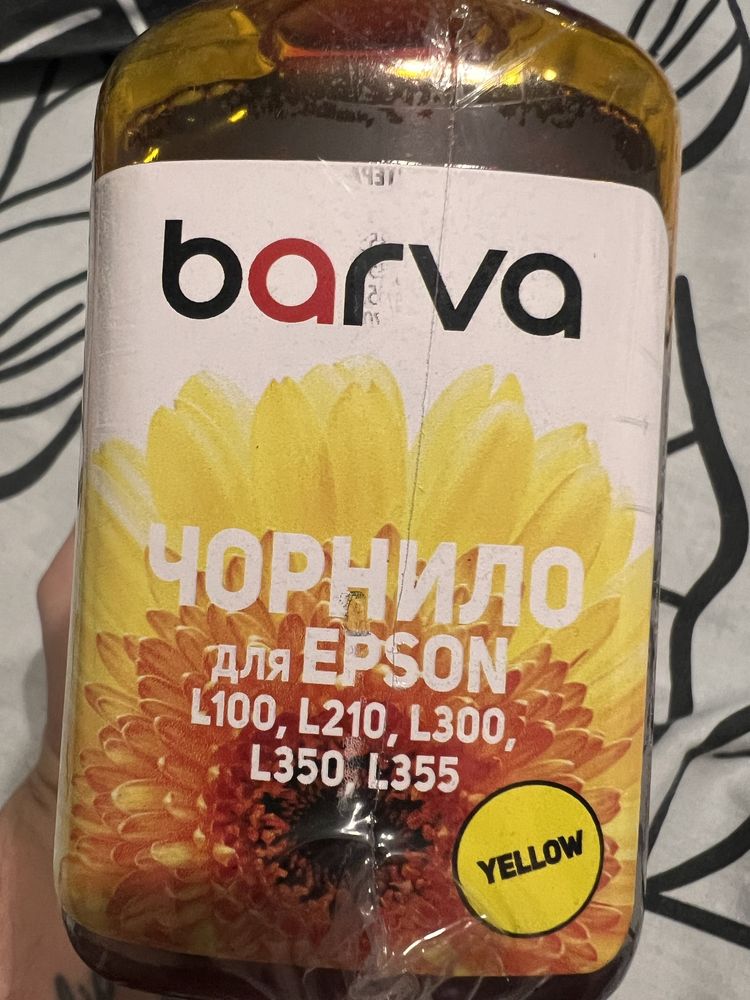 barva
ЧОРНИЛО
для EPSON
L100, L210, L300,
L350, L355
YELLOW